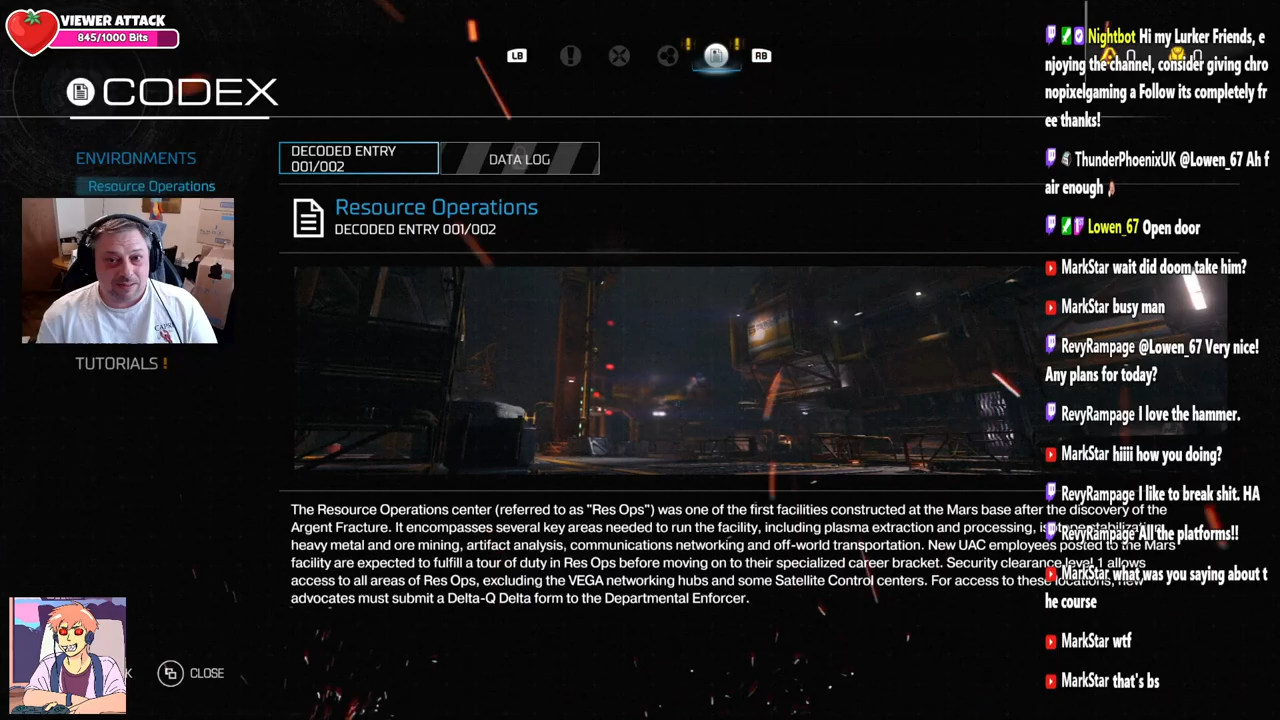 VIEWER ATTACK
845/1000 Bits
LB
RB
CODEX
ENVIRONMENTS
Resource Operations
TUTORIALS !
DECODED ENTRY
001/002
DATA LOG
Resource Operations
DECODED ENTRY 001/002
The Resource Operations center (referred to as "Res Ops") was one of the first facilities constructed at the Mars base after the discovery of the
Argent Fracture. It encompasses several key areas needed to run the facility, including plasma extraction and processing, isotope stabilization,
heavy metal and ore mining, artifact analysis, communications networking and off-world transportation. New UAC employees posted to the Mars
facility are expected to fulfill a tour of duty in Res Ops before moving on to their specialized career bracket. Security clearance level 1 allows
access to all areas of Res Ops, excluding the VEGA networking hubs and some Satellite Control centers. For access to these locations, new
advocates must submit a Delta-Q Delta form to the Departmental Enforcer.
CLOSE
Nightbot Hi my Lurker Friends, e
njoying the channel, consider giving chro
nopixelgaming a Follow its completely fr
ee thanks!
ThunderPhoenixUK @Lowen_67 Ah f
air enough
Lowen_67 Open door
MarkStar wait did doom take him?
MarkStar busy man
RevyRampage @Lowen_67 Very nice!
Any plans for today?
RevyRampage I love the hammer.
MarkStar hiiii how you doing?
RevyRampage I like to break shit. HA
RevyRampage All the platforms!!
MarkStar what was you saying about t
he course
MarkStar wtf
MarkStar that's bs